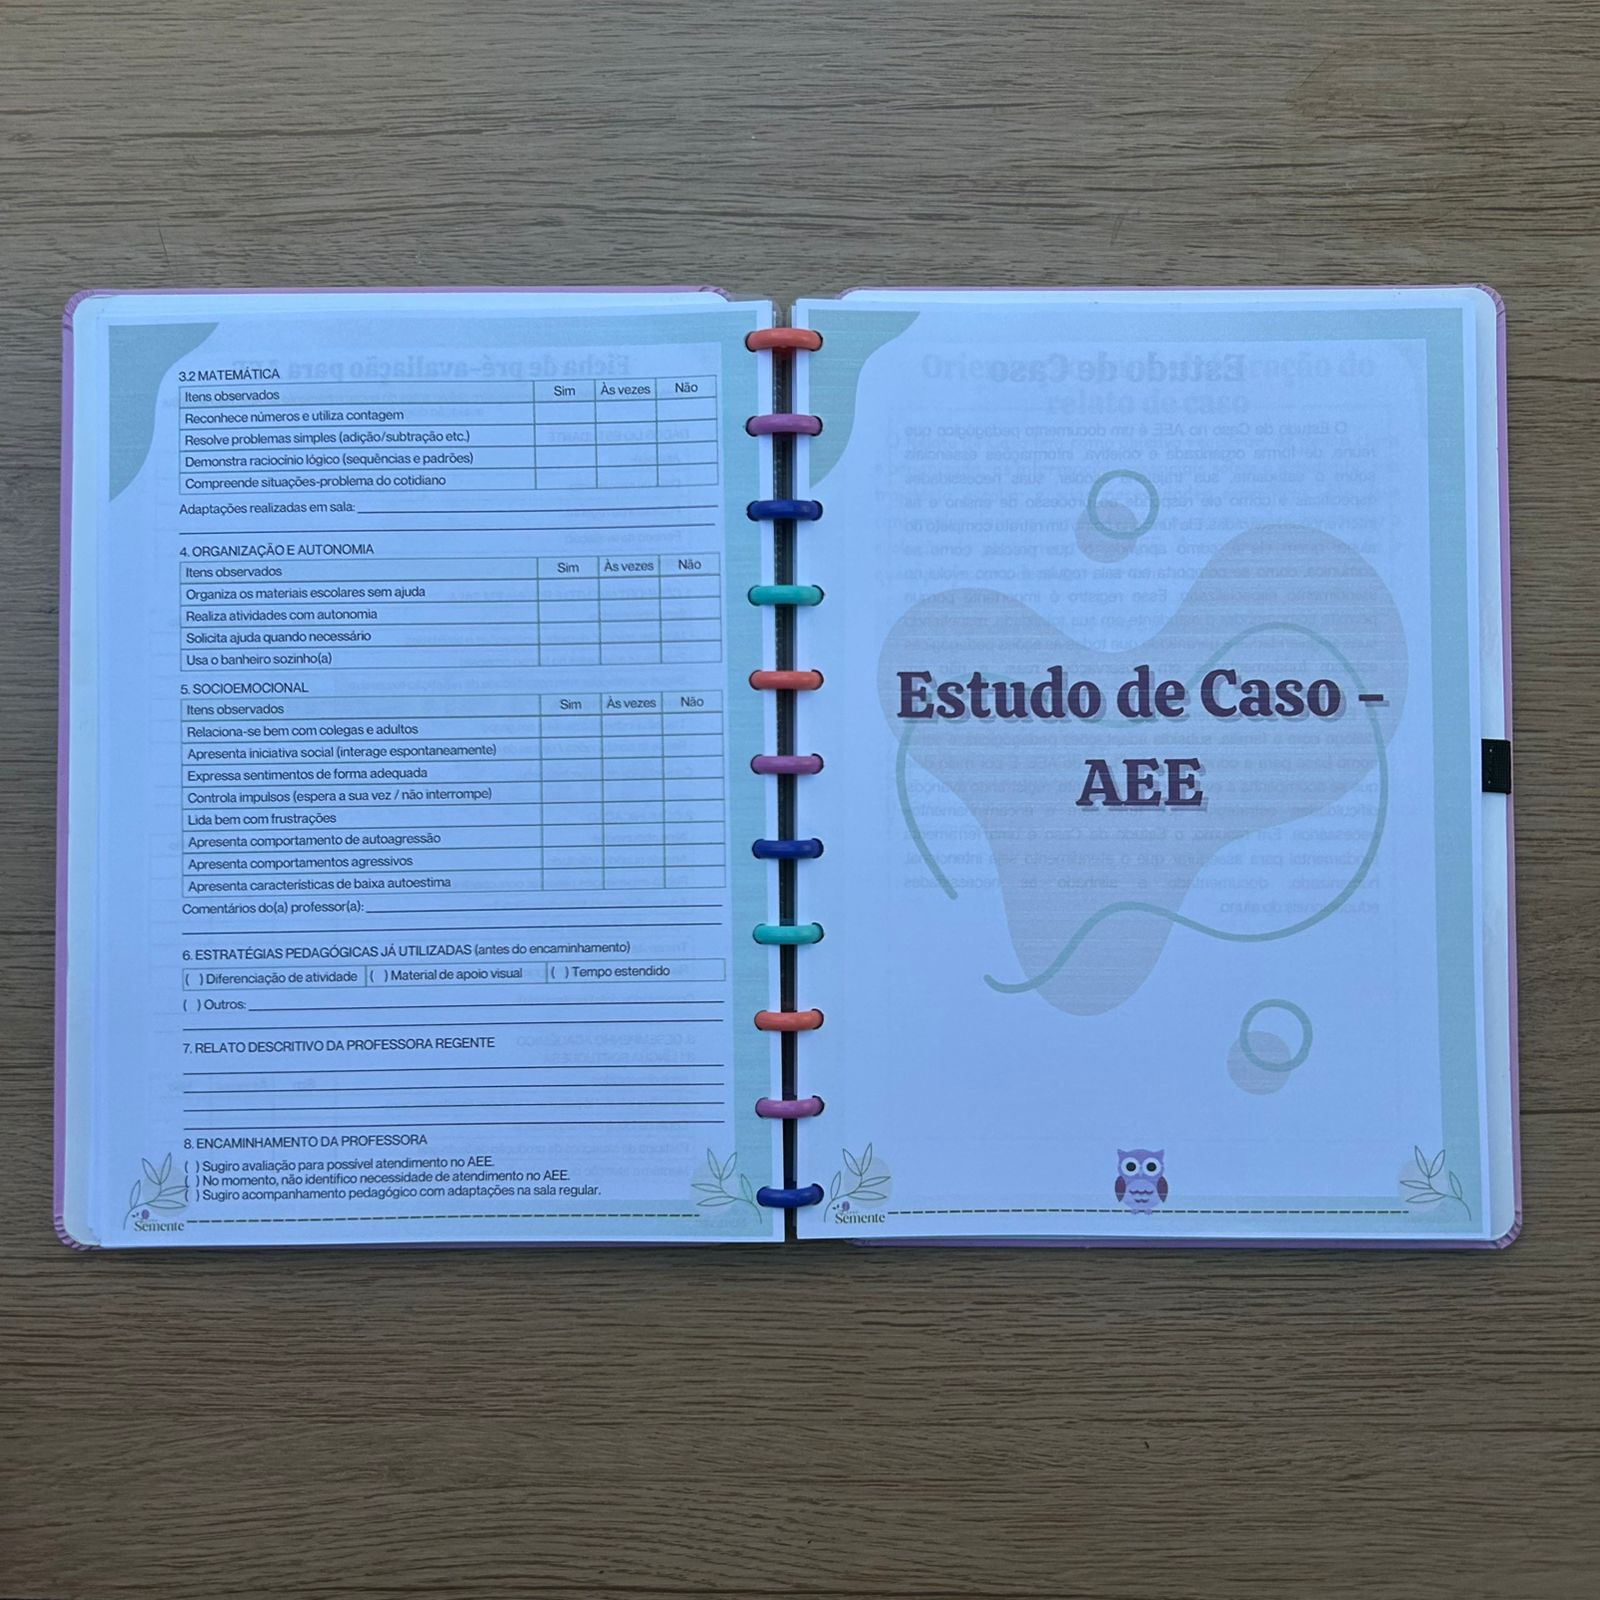 3.2 MATEMÁTICA
Itens observados Sim Às vezes Não
Reconhece números e utiliza contagem
Resolve problemas simples (adição/subtração etc.)
Demonstra raciocínio lógico (sequências e padrões)
Compreende situações-problema do cotidiano
Adaptações realizadas em sala:
4. ORGANIZAÇÃO E AUTONOMIA
Itens observados Sim Às vezes Não
Organiza os materiais escolares sem ajuda
Realiza atividades com autonomia
Solicita ajuda quando necessário
Usa o banheiro sozinho(a)
5. SOCIOEMOCIONAL
Itens observados Sim Às vezes Não
Relaciona-se bem com colegas e adultos
Apresenta iniciativa social (interage espontaneamente)
Expressa sentimentos de forma adequada
Controla impulsos (espera a sua vez / não interrompe)
Lida bem com frustrações
Apresenta comportamento de autoagressão
Apresenta comportamentos agressivos
Apresenta características de baixa autoestima
Comentários do(a) professor(a):
6. ESTRATÉGIAS PEDAGÓGICAS JÁ UTILIZADAS (antes do encaminhamento)
( ) Diferenciação de atividade ( ) Material de apoio visual ( ) Tempo estendido
( ) Outros:
7. RELATO DESCRITIVO DA PROFESSORA REGENTE
8. ENCAMINHAMENTO DA PROFESSORA
( ) Sugiro avaliação para possível atendimento no AEE.
( ) No momento, não identifico necessidade de atendimento no AEE.
( ) Sugiro acompanhamento pedagógico com adaptações na sala regular.
Semente
Estudo de Caso –
AEE
Semente